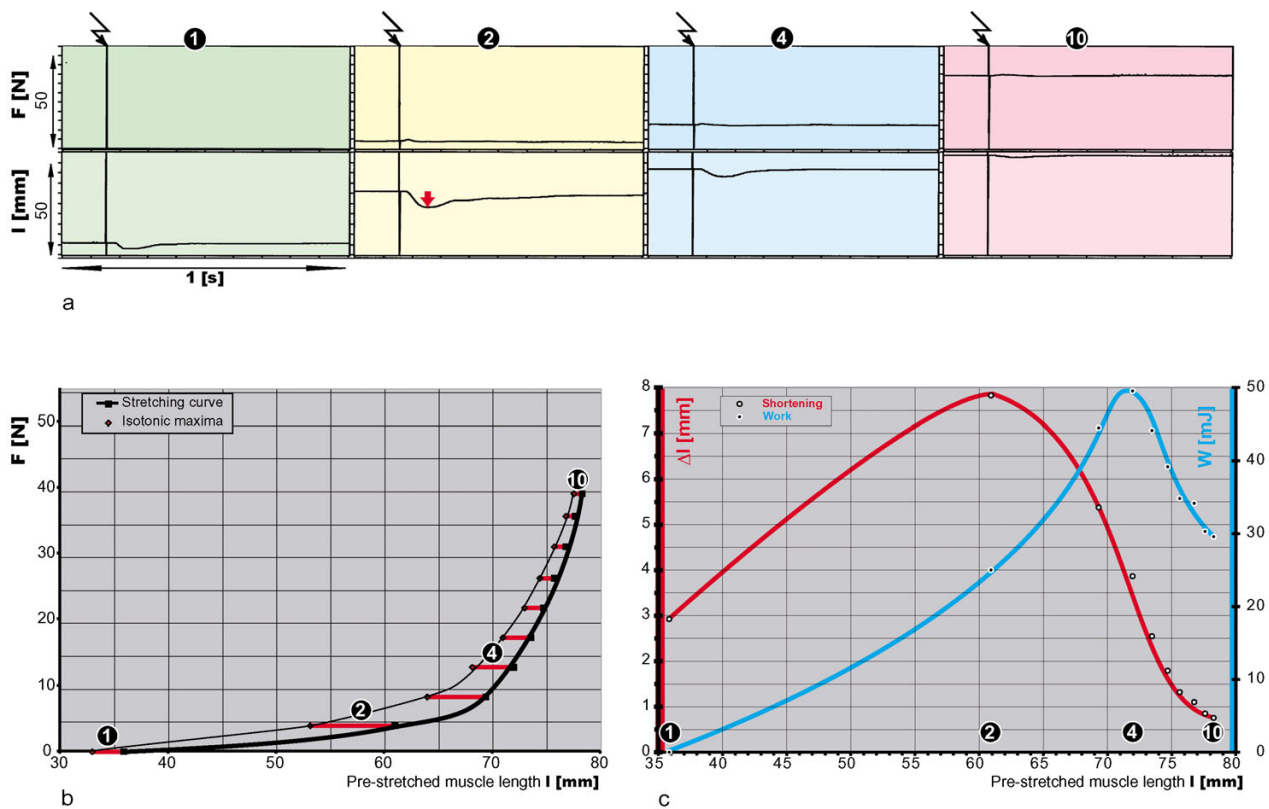 1 2 4 10
F [N]
50
l [mm]
50
1 [s]
a
F [N]
50
40
30
20
10
0
Stretching curve
Isotonic maxima
1
2
4
10
30 40 50 60 70 80
Pre-stretched muscle length l [mm]
b
8
7
6
5
4
3
2
1
0
Δl [mm]
Shortening
Work
W [mJ]
50
40
30
20
10
0
1 2 4 10
35 40 45 50 55 60 65 70 75 80
Pre-stretched muscle length l [mm]
c